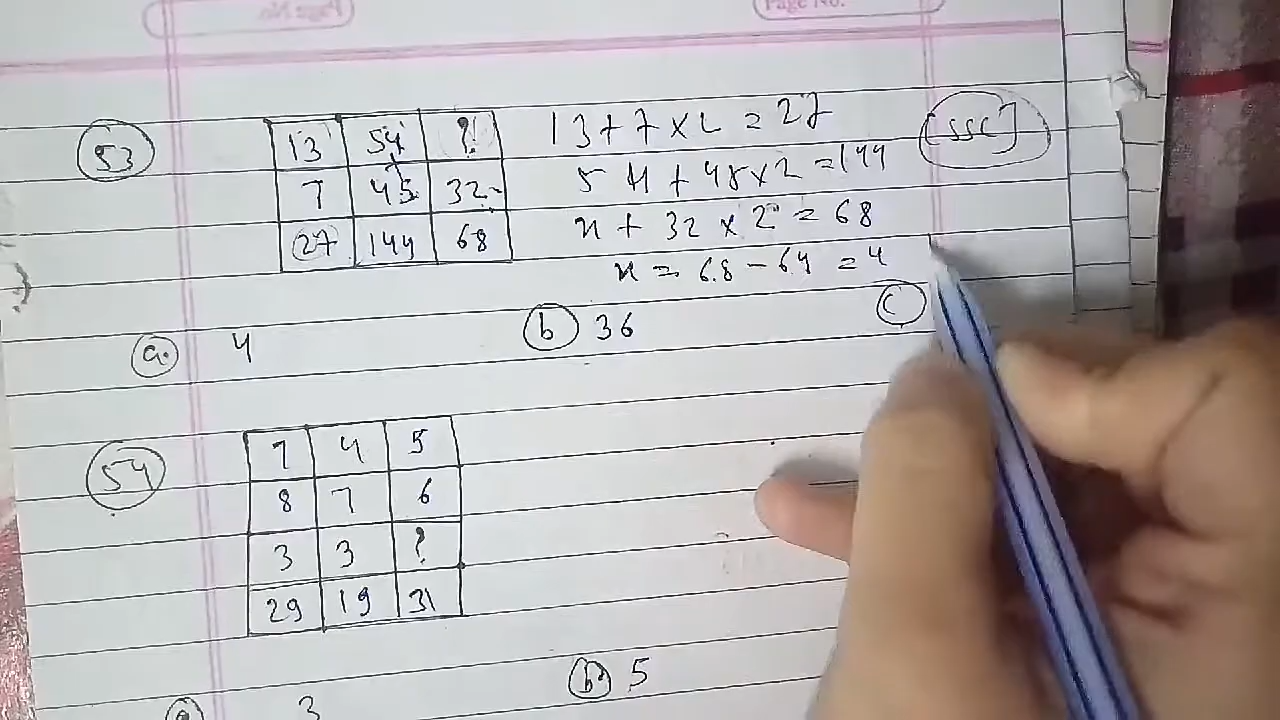 Page No.
53
13 54 ?
7 45 32
27 144 68
13+7×2=27
54+45×2=144
x+32×2=68
x=68-64=4
[SSC]
a. 4 b 36 c
54
7 4 5
8 7 6
3 3 ?
29 19 31
a 3 b 5